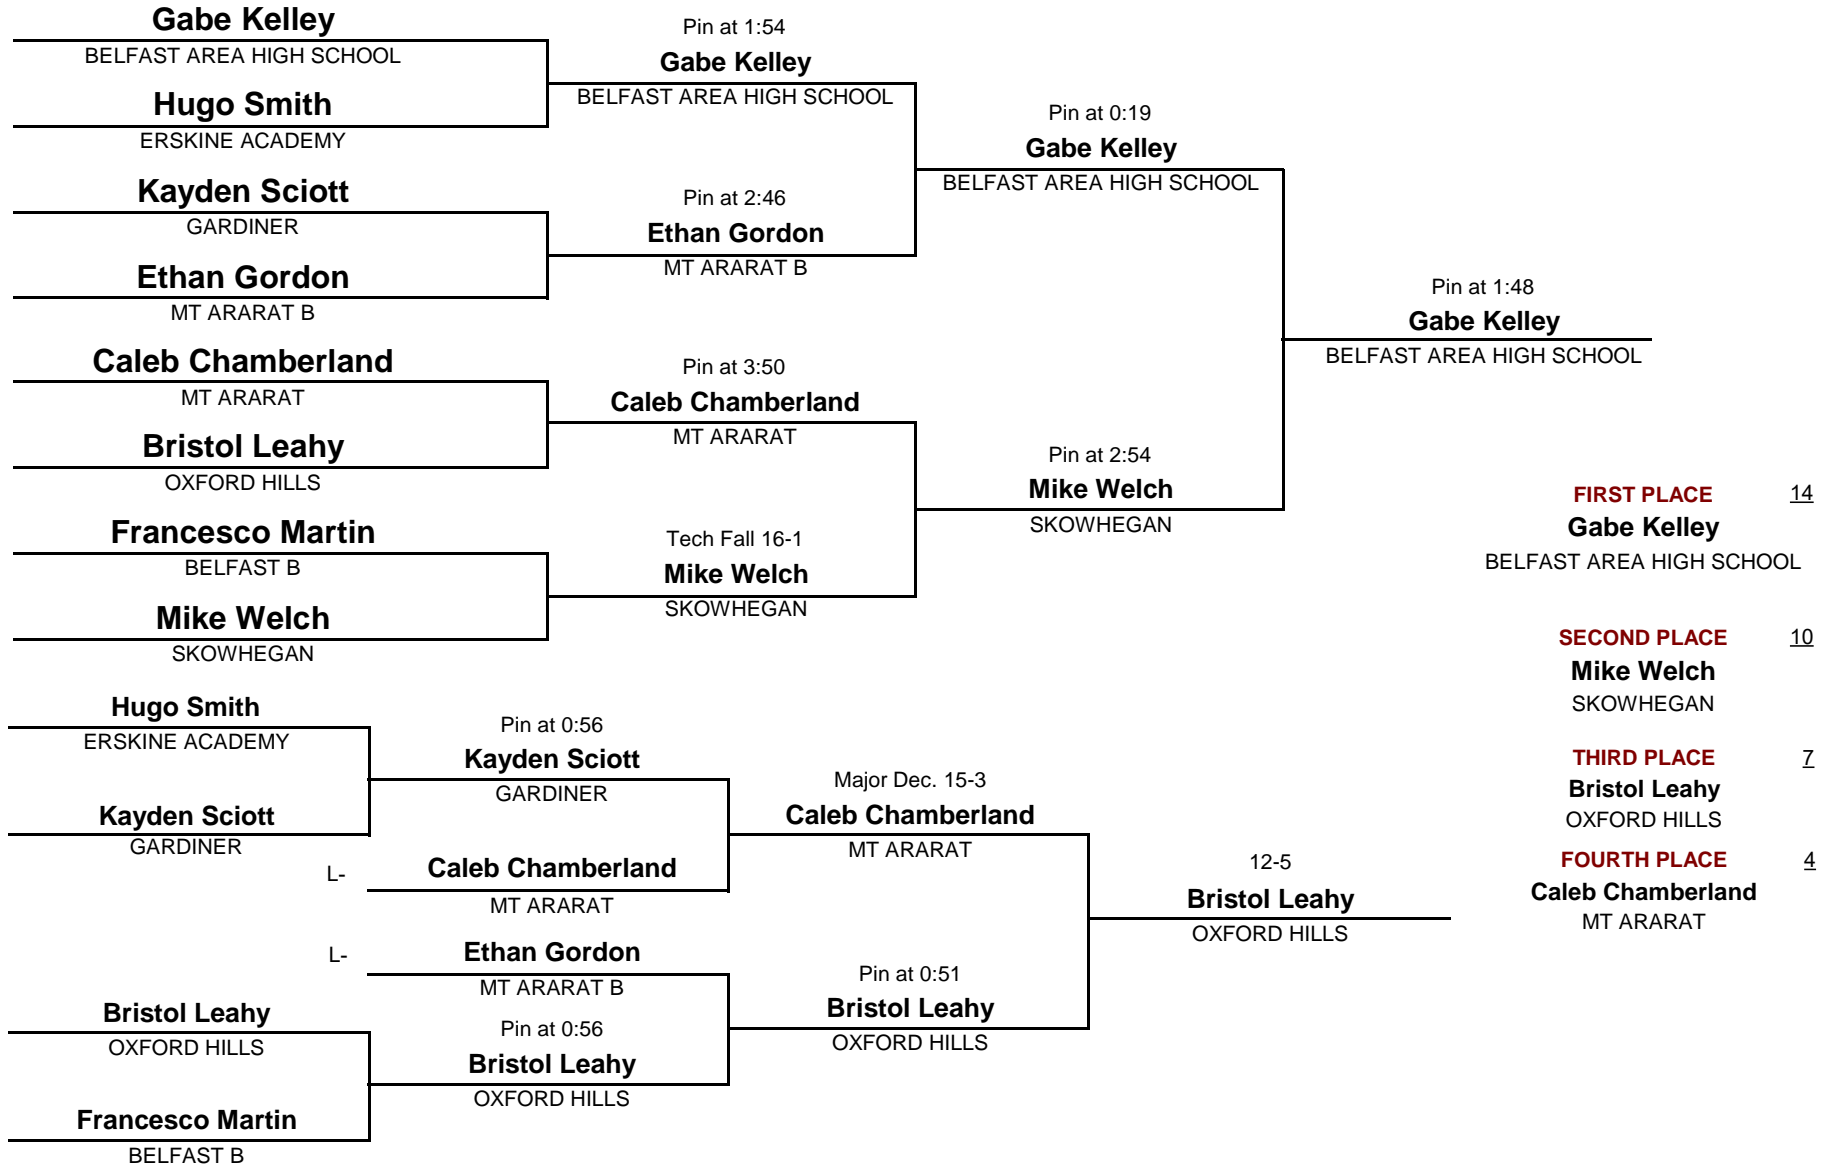 Gabe Kelley
BELFAST AREA HIGH SCHOOL
Hugo Smith
ERSKINE ACADEMY
Kayden Sciott
GARDINER
Ethan Gordon
MT ARARAT B
Caleb Chamberland
MT ARARAT
Bristol Leahy
OXFORD HILLS
Francesco Martin
BELFAST B
Mike Welch
SKOWHEGAN
Pin at 1:54
Gabe Kelley
BELFAST AREA HIGH SCHOOL
Pin at 2:46
Ethan Gordon
MT ARARAT B
Pin at 3:50
Caleb Chamberland
MT ARARAT
Tech Fall 16-1
Mike Welch
SKOWHEGAN
Pin at 0:19
Gabe Kelley
BELFAST AREA HIGH SCHOOL
Pin at 2:54
Mike Welch
SKOWHEGAN
Pin at 1:48
Gabe Kelley
BELFAST AREA HIGH SCHOOL
Hugo Smith
ERSKINE ACADEMY
Kayden Sciott
GARDINER
Bristol Leahy
OXFORD HILLS
Francesco Martin
BELFAST B
Pin at 0:56
Kayden Sciott
GARDINER
L-
Caleb Chamberland
MT ARARAT
L-
Ethan Gordon
MT ARARAT B
Pin at 0:56
Bristol Leahy
OXFORD HILLS
Major Dec. 15-3
Caleb Chamberland
MT ARARAT
Pin at 0:51
Bristol Leahy
OXFORD HILLS
12-5
Bristol Leahy
OXFORD HILLS
FIRST PLACE 14
Gabe Kelley
BELFAST AREA HIGH SCHOOL
SECOND PLACE 10
Mike Welch
SKOWHEGAN
THIRD PLACE 7
Bristol Leahy
OXFORD HILLS
FOURTH PLACE 4
Caleb Chamberland
MT ARARAT